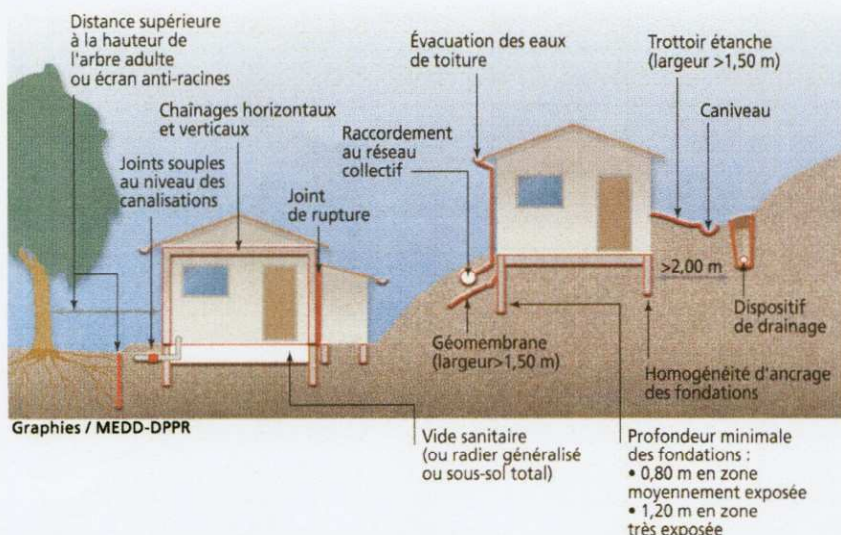 Distance supérieure
à la hauteur de
l'arbre adulte
ou écran anti-racines
Chaînages horizontaux
et verticaux
Joints souples
au niveau des
canalisations
Joint
de rupture
Évacuation des eaux
de toiture
Raccordement
au réseau
collectif
Trottoir étanche
(largeur >1,50 m)
Caniveau
>2,00 m
Dispositif
de drainage
Géomembrane
(largeur>1,50 m)
Homogénéité d'ancrage
des fondations
Graphies / MEDD-DPPR
Vide sanitaire
(ou radier généralisé
ou sous-sol total)
Profondeur minimale
des fondations :
• 0,80 m en zone
moyennement exposée
• 1,20 m en zone
très exposée